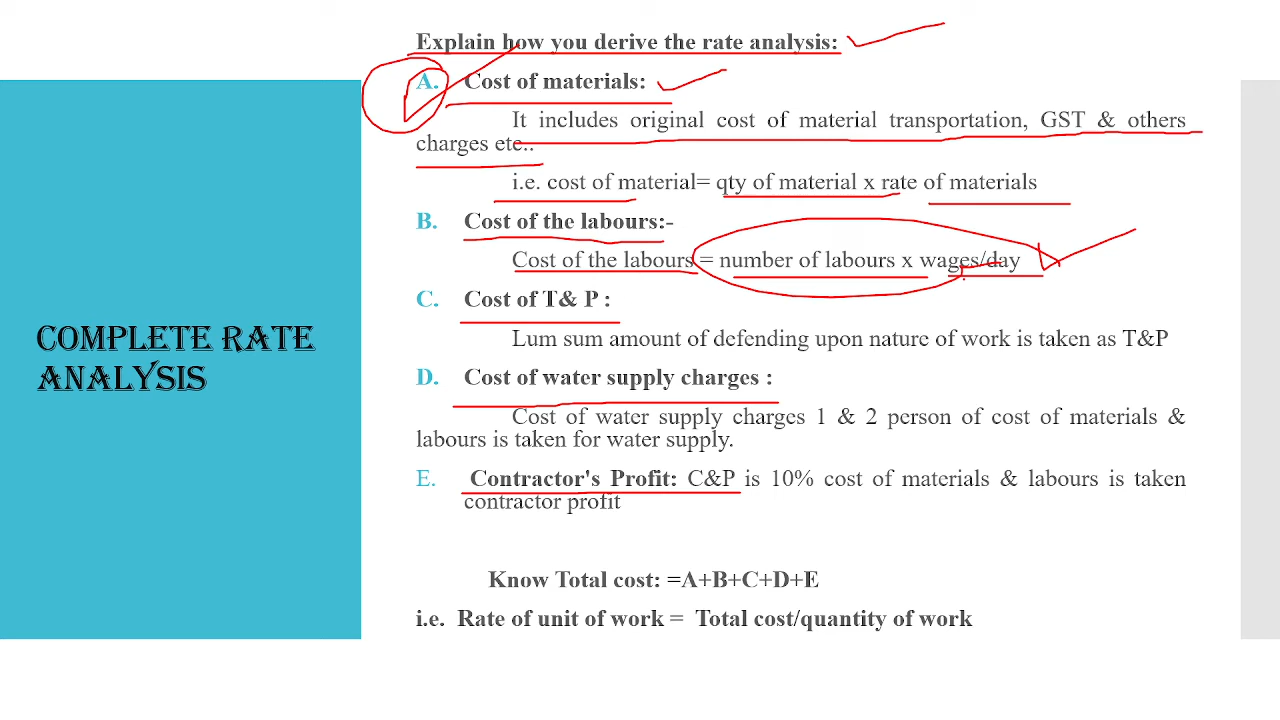 Explain how you derive the rate analysis:
A. Cost of materials:
It includes original cost of material transportation, GST & others
charges etc..
i.e. cost of material= qty of material x rate of materials
B. Cost of the labours:-
Cost of the labours = number of labours x wages/day
C. Cost of T& P :
Lum sum amount of defending upon nature of work is taken as T&P
D. Cost of water supply charges :
Cost of water supply charges 1 & 2 person of cost of materials &
labours is taken for water supply.
E. Contractor's Profit: C&P is 10% cost of materials & labours is taken
contractor profit
Know Total cost: =A+B+C+D+E
i.e. Rate of unit of work = Total cost/quantity of work
COMPLETE RATE
ANALYSIS